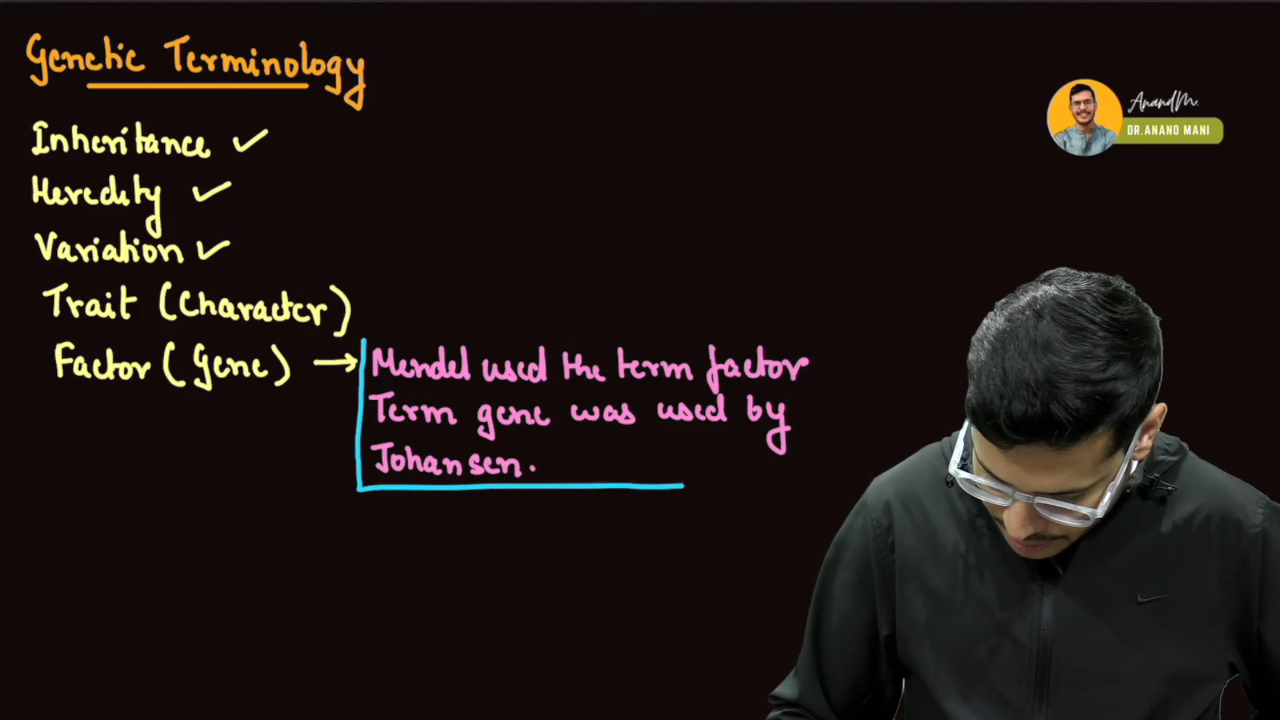 Genetic Terminology
AnandM.
DR.ANAND MANI
Inheritance ✓
Heredity ✓
Variation ✓
Trait (Character)
Factor (Gene) → Mendel used the term factor
Term gene was used by
Johansen.